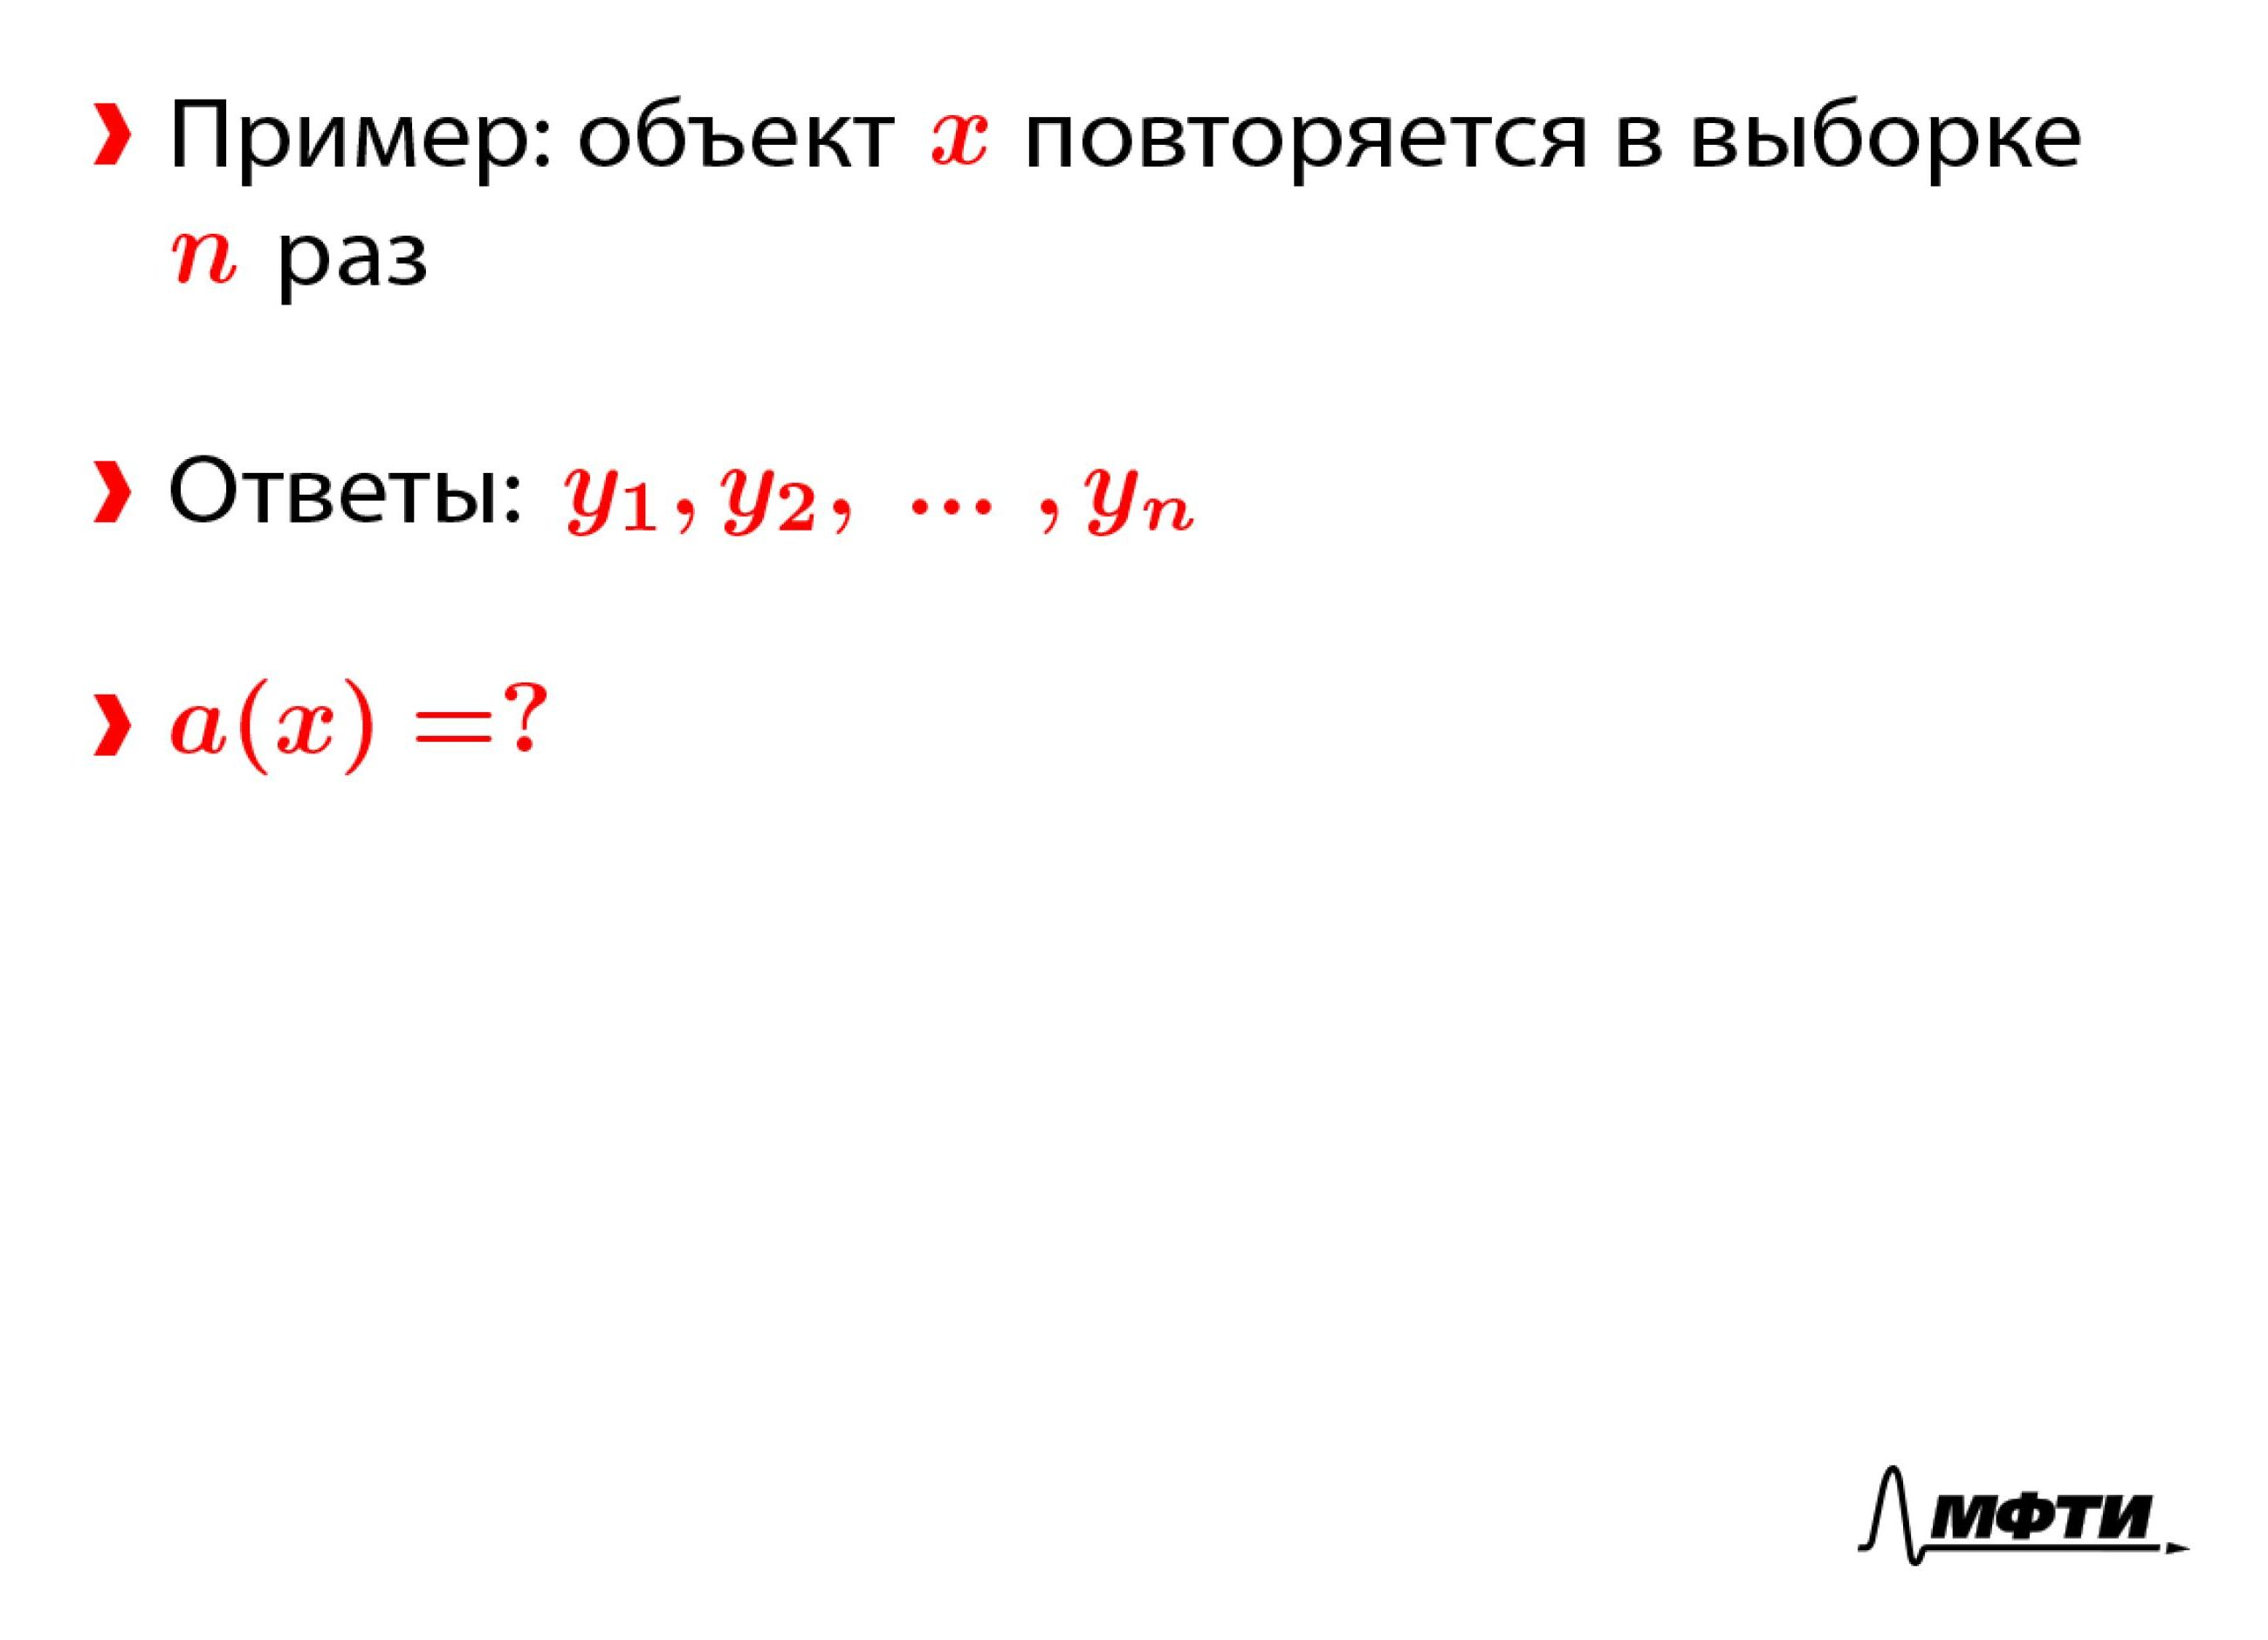 Пример: объект x повторяется в выборке
n раз
Ответы: y₁, y₂, ... , yₙ
a(x) =?
МФТИ